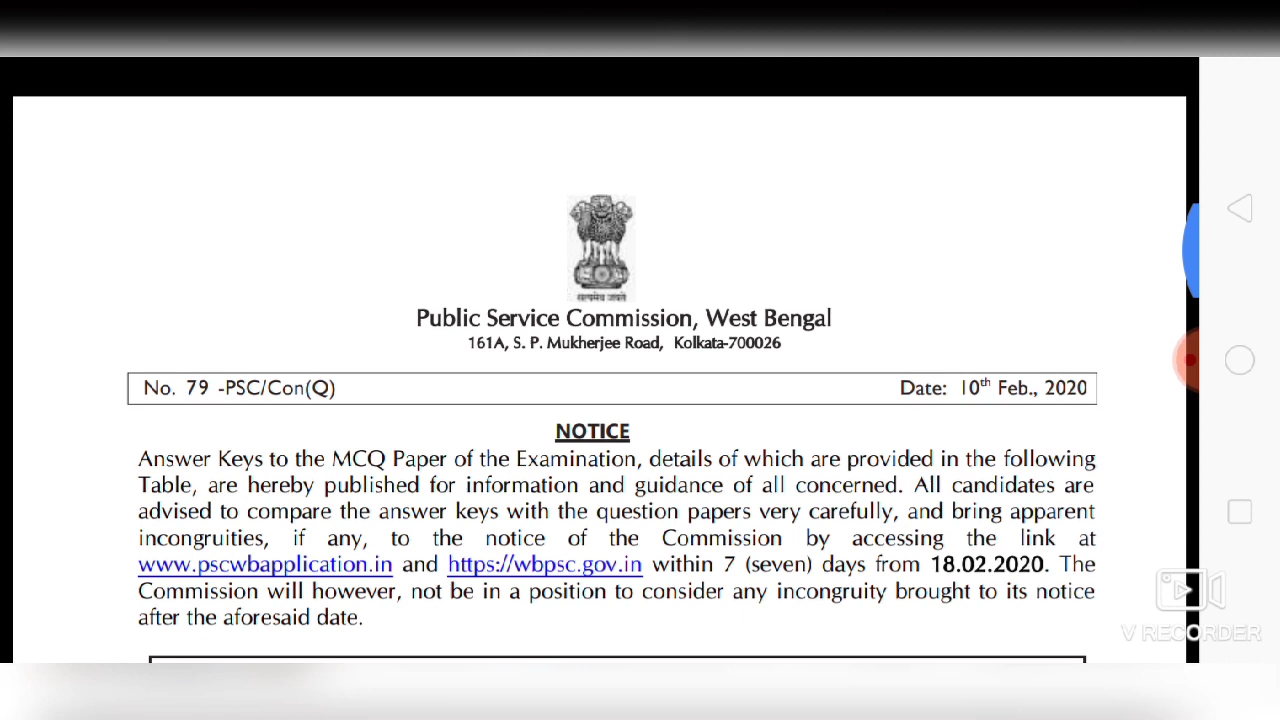 सत्यमेव जयते
Public Service Commission, West Bengal
161A, S. P. Mukherjee Road, Kolkata-700026
No. 79 -PSC/Con(Q) Date: 10th Feb., 2020
NOTICE
Answer Keys to the MCQ Paper of the Examination, details of which are provided in the following
Table, are hereby published for information and guidance of all concerned. All candidates are
advised to compare the answer keys with the question papers very carefully, and bring apparent
incongruities, if any, to the notice of the Commission by accessing the link at
www.pscwbapplication.in and https://wbpsc.gov.in within 7 (seven) days from 18.02.2020. The
Commission will however, not be in a position to consider any incongruity brought to its notice
after the aforesaid date.
V RECORDER